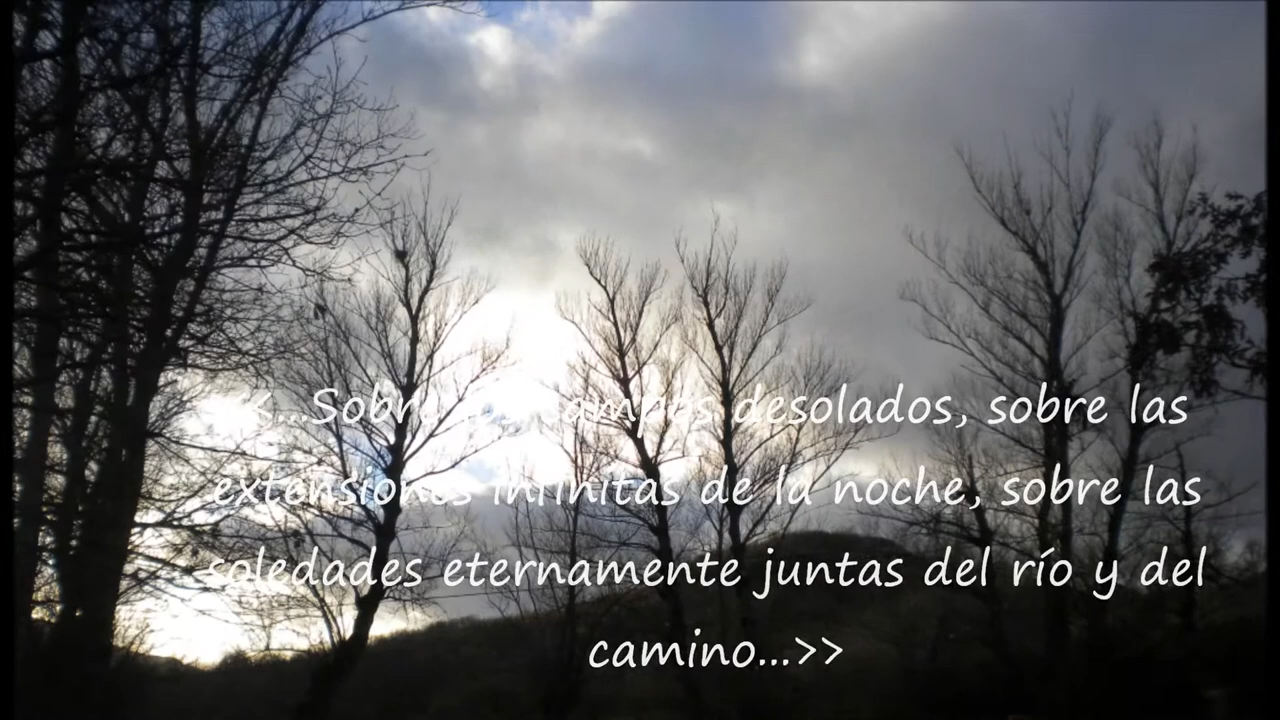 <<...Sobre los campos desolados, sobre las
extensiones infinitas de la noche, sobre las
soledades eternamente juntas del río y del
camino...>>